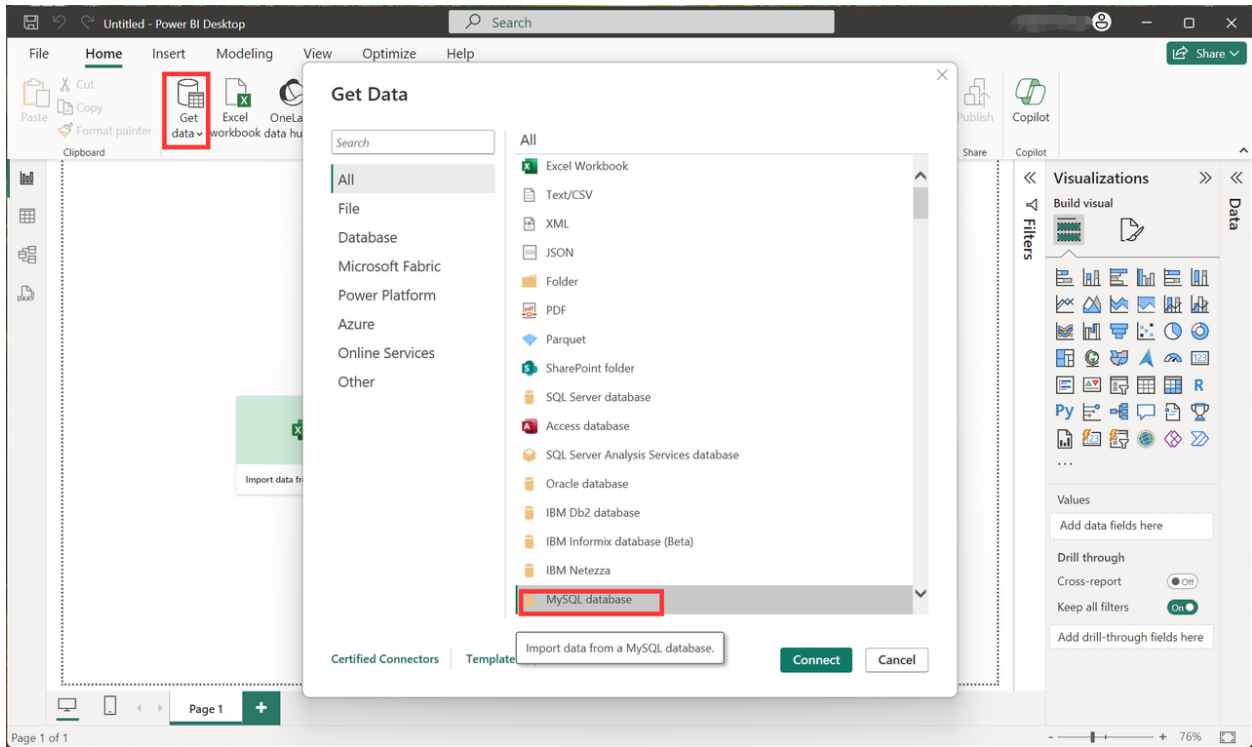 Untitled - Power BI Desktop
Search
File Home Insert Modeling View Optimize Help
Share
Paste
Cut
Copy
Format painter
Clipboard
Get data
Excel workbook
data
Publish
Share
Copilot
Copilot
Get Data
Search
All
File
Database
Microsoft Fabric
Power Platform
Azure
Online Services
Other
All
Excel Workbook
Text/CSV
XML
JSON
Folder
PDF
Parquet
SharePoint folder
SQL Server database
Access database
SQL Server Analysis Services database
Oracle database
IBM Db2 database
IBM Informix database (Beta)
IBM Netezza
MySQL database
Import data from a MySQL database.
Certified Connectors
Template
Connect
Cancel
Import data
Filters
Visualizations
Build visual
123
R
Py
123
...
Values
Add data fields here
Drill through
Cross-report
Off
Keep all filters
On
Add drill-through fields here
Data
DAX
Page 1
+
Page 1 of 1
- + 76%